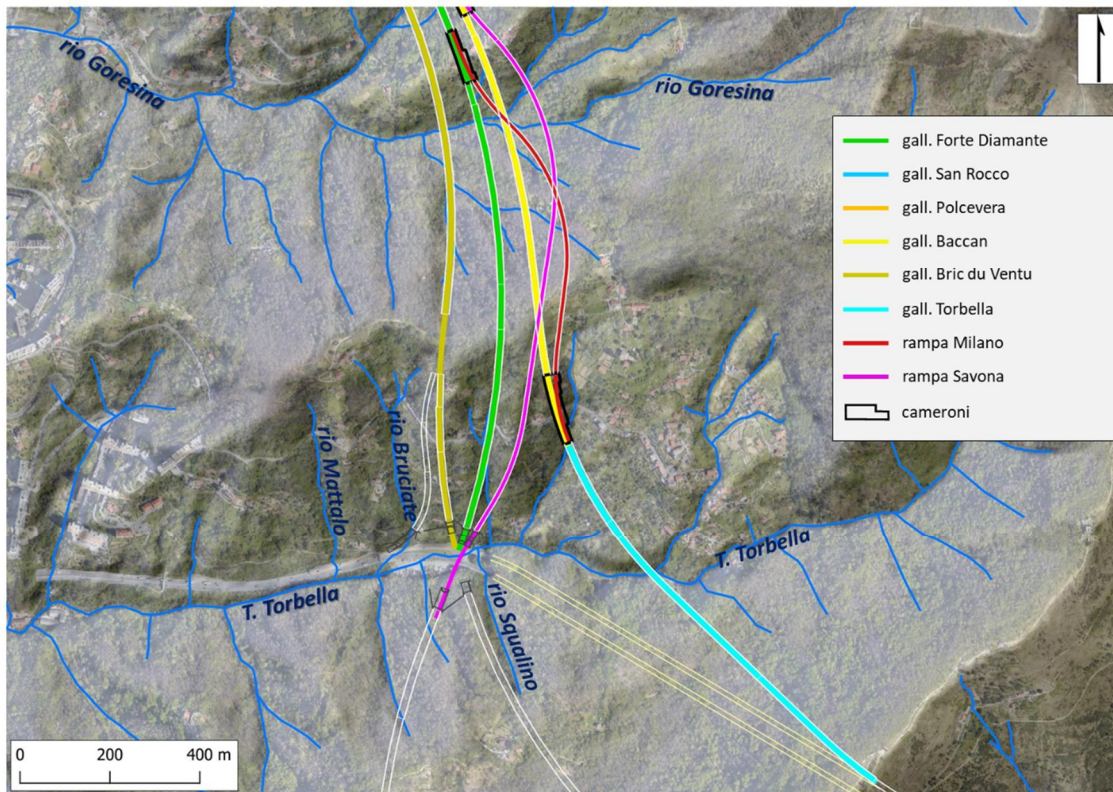 rio Goresina
rio Goresina
gall. Forte Diamante
gall. San Rocco
gall. Polcevera
gall. Baccan
gall. Bric du Ventu
gall. Torbella
rampa Milano
rampa Savona
cameroni
rio Mattalo
rio Bruciate
T. Torbella
T. Torbella
rio Squalino
0 200 400 m